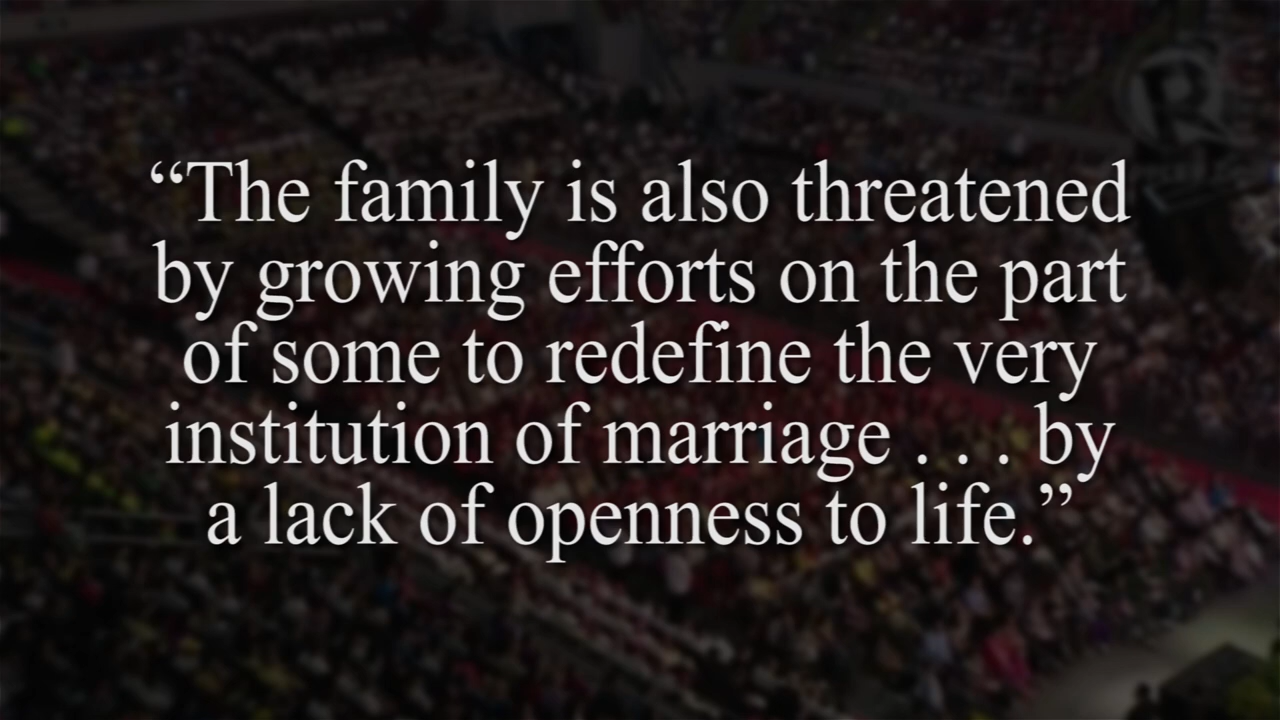 “The family is also threatened
by growing efforts on the part
of some to redefine the very
institution of marriage . . . by
a lack of openness to life.”
R